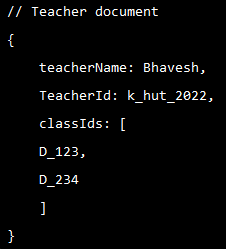 // Teacher document
{
teacherName: Bhavesh,
TeacherId: k_hut_2022,
classIds: [
D_123,
D_234
]
}